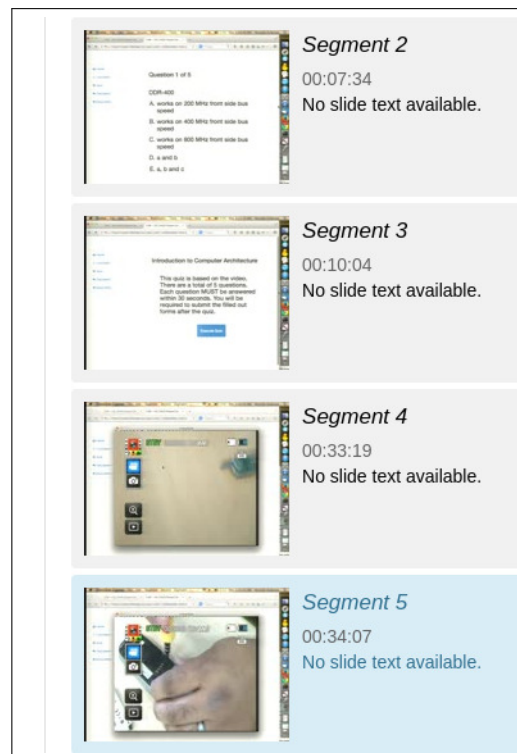 Segment 2
00:07:34
No slide text available.
Question 1 of 5
DDR-400
A. works on 200 MHz front side bus
speed
B. works on 400 MHz front side bus
speed
C. works on 800 MHz front side bus
speed
D. a and b
E. a, b and c
Segment 3
00:10:04
No slide text available.
Introduction to Computer Architecture
This quiz is based on the video.
There are a total of 5 questions.
Each question MUST be answered
within 30 seconds. You will be
required to submit the filled out
forms after the quiz.
Segment 4
00:33:19
No slide text available.
Segment 5
00:34:07
No slide text available.